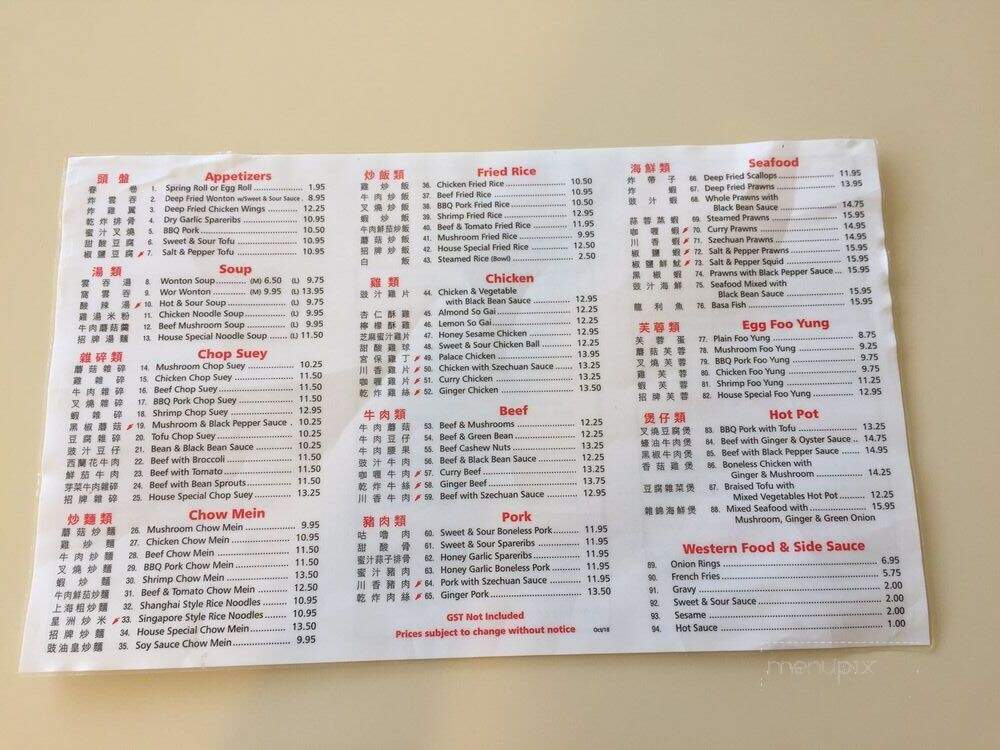 頭盤 Appetizers
春卷 1. Spring Roll or Egg Roll 1.95
炸雲吞 2. Deep Fried Wonton w/Sweet & Sour Sauce 8.95
炸雞翼 3. Deep Fried Chicken Wings 12.25
乾炸排骨 4. Dry Garlic Spareribs 10.95
蜜汁叉燒 5. BBQ Pork 10.50
甜酸豆腐 6. Sweet & Sour Tofu 10.95
椒鹽豆腐 7. Salt & Pepper Tofu 10.95
湯類 Soup
雲吞湯 8. Wonton Soup (M) 6.50 (L) 9.75
窩雲吞 9. Wor Wonton (M) 9.95 (L) 13.95
酸辣湯 10. Hot & Sour Soup (L) 9.75
雞湯米粉 11. Chicken Noodle Soup (L) 9.95
牛肉蘑菇羹 12. Beef Mushroom Soup (L) 9.95
招牌湯麵 13. House Special Noodle Soup (L) 11.50
雜碎類 Chop Suey
蘑菇雜碎 14. Mushroom Chop Suey 10.25
雞雜碎 15. Chicken Chop Suey 11.50
牛肉雜碎 16. Beef Chop Suey 11.50
叉燒雜碎 17. BBQ Pork Chop Suey 11.50
蝦雜碎 18. Shrimp Chop Suey 12.95
黑椒蘑菇 19. Mushroom & Black Pepper Sauce 10.25
豆腐雜碎 20. Tofu Chop Suey 10.25
豉汁豆仔 21. Bean & Black Bean Sauce 10.25
西蘭花牛肉 22. Beef with Broccoli 11.50
鮮茄牛肉 23. Beef with Tomato 11.50
芽菜牛肉雜碎 24. Beef with Bean Sprouts 11.50
招牌雜碎 25. House Special Chop Suey 13.25
炒麵類 Chow Mein
蘑菇炒麵 26. Mushroom Chow Mein 9.95
雞炒麵 27. Chicken Chow Mein 10.95
牛肉炒麵 28. Beef Chow Mein 11.50
叉燒炒麵 29. BBQ Pork Chow Mein 11.50
蝦炒麵 30. Shrimp Chow Mein 13.50
牛肉鮮茄炒麵 31. Beef & Tomato Chow Mein 12.50
上海粗炒麵 32. Shanghai Style Rice Noodles 10.95
星洲炒米 33. Singapore Style Rice Noodles 10.95
招牌炒麵 34. House Special Chow Mein 13.25
豉油皇炒麵 35. Soy Sauce Chow Mein 9.95
炒飯類 Fried Rice
雞炒飯 36. Chicken Fried Rice 10.50
牛肉炒飯 37. Beef Fried Rice 10.95
叉燒炒飯 38. BBQ Pork Fried Rice 10.50
蝦炒飯 39. Shrimp Fried Rice 12.95
牛肉鮮茄炒飯 40. Beef & Tomato Fried Rice 11.95
蘑菇炒飯 41. Mushroom Fried Rice 9.95
招牌炒飯 42. House Special Fried Rice 12.50
白飯 43. Steamed Rice (Bowl) 2.50
雞類 Chicken
豉汁雞片 44. Chicken & Vegetable
with Black Bean Sauce 12.95
杏仁酥雞 45. Almond So Gai 12.25
檸檬酥雞 46. Lemon So Gai 12.25
芝麻蜜汁雞片 47. Honey Sesame Chicken 12.95
甜酸雞球 48. Sweet & Sour Chicken Ball 12.25
宮保雞丁 49. Palace Chicken 13.95
川香雞片 50. Chicken with Szechuan Sauce 13.25
咖喱雞片 51. Curry Chicken 13.25
乾炸雞絲 52. Ginger Chicken 13.50
牛肉類 Beef
牛肉蘑菇 53. Beef & Mushrooms 12.25
牛肉豆仔 54. Beef & Green Bean 12.25
牛肉腰果 55. Beef Cashew Nuts 13.25
豉汁牛肉 56. Beef & Black Bean Sauce 12.25
咖喱牛肉 57. Curry Beef 13.25
乾炸牛絲 58. Ginger Beef 13.75
川香牛肉 59. Beef with Szechuan Sauce 12.95
豬肉類 Pork
咕嚕肉 60. Sweet & Sour Boneless Pork 11.95
甜酸骨 61. Sweet & Sour Spareribs 11.95
蜜汁蒜子排骨 62. Honey Garlic Spareribs 11.95
蜜汁豬肉 63. Honey Garlic Boneless Pork 11.95
川香豬肉 64. Pork with Szechuan Sauce 11.95
乾炸肉絲 65. Ginger Pork 13.50
GST Not Included
Prices subject to change without notice Oct/18
海鮮類 Seafood
炸帶子 66. Deep Fried Scallops 11.95
炸蝦 67. Deep Fried Prawns 13.95
豉汁蝦 68. Whole Prawns with
Black Bean Sauce 14.75
蒜蓉蒸蝦 69. Steamed Prawns 15.95
咖喱蝦 70. Curry Prawns 14.95
川香蝦 71. Szechuan Prawns 14.95
椒鹽蝦 72. Salt & Pepper Prawns 15.95
椒鹽鮮魷 73. Salt & Pepper Squid 15.95
黑椒蝦 74. Prawns with Black Pepper Sauce 15.95
豉汁海鮮 75. Seafood Mixed with
Black Bean Sauce 15.95
龍利魚 76. Basa Fish 15.95
芙蓉類 Egg Foo Yung
芙蓉蛋 77. Plain Foo Yung 8.75
蘑菇芙蓉 78. Mushroom Foo Yung 9.25
叉燒芙蓉 79. BBQ Pork Foo Yung 9.75
雞芙蓉 80. Chicken Foo Yung 9.75
蝦芙蓉 81. Shrimp Foo Yung 11.25
招牌芙蓉 82. House Special Foo Yung 12.95
煲仔類 Hot Pot
叉燒豆腐煲 83. BBQ Pork with Tofu 13.25
蠔油牛肉煲 84. Beef with Ginger & Oyster Sauce 14.75
黑椒牛肉煲 85. Beef with Black Pepper Sauce 14.95
香菇雞煲 86. Boneless Chicken with
Ginger & Mushroom 14.25
豆腐雜菜煲 87. Braised Tofu with
Mixed Vegetables Hot Pot 12.25
雜錦海鮮煲 88. Mixed Seafood with 15.95
Mushroom, Ginger & Green Onion
Western Food & Side Sauce
89. Onion Rings 6.95
90. French Fries 5.75
91. Gravy 2.00
92. Sweet & Sour Sauce 2.00
93. Sesame 2.00
94. Hot Sauce 1.00
menupix